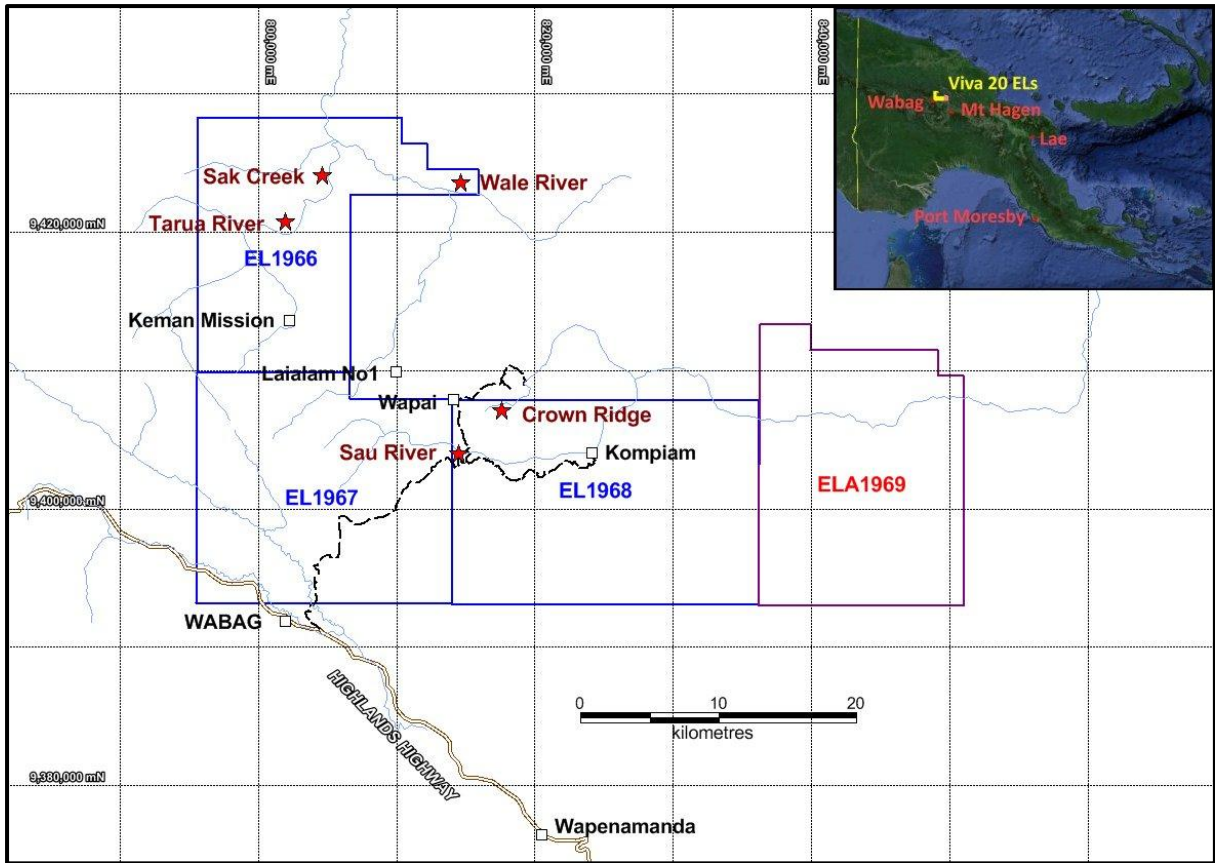 800,000 mE
820,000 mE
840,000 mE
Viva 20 ELs
Wabag
Mt Hagen
Lae
Port Moresby
Sak Creek
Wale River
Tarua River
9,420,000 mN
EL1966
Keman Mission
Laialam No1
Wapai
Crown Ridge
Sau River
Kompiam
EL1967
EL1968
ELA1969
9,400,000 mN
WABAG
HIGHLANDS HIGHWAY
0 10 20
kilometres
9,380,000 mN
Wapenamanda